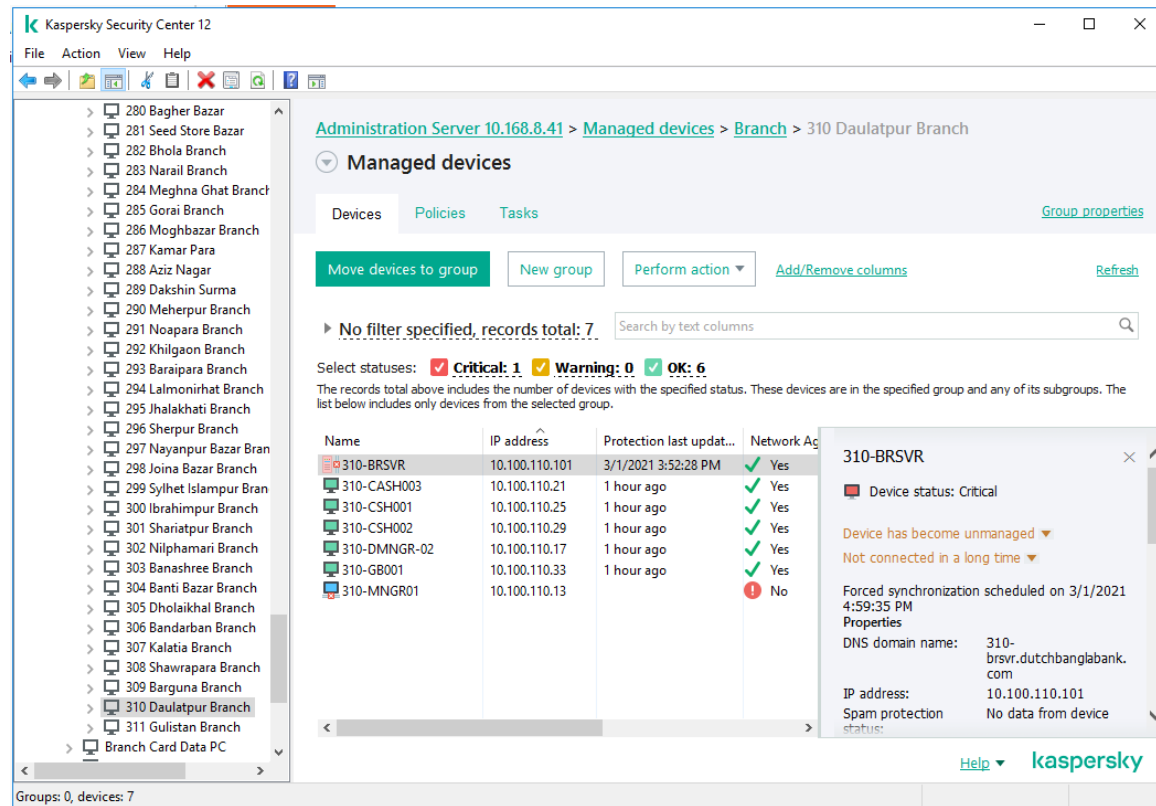 Kaspersky Security Center 12
File Action View Help
280 Bagher Bazar
281 Seed Store Bazar
282 Bhola Branch
283 Narail Branch
284 Meghna Ghat Branch
285 Gorai Branch
286 Moghbazar Branch
287 Kamar Para
288 Aziz Nagar
289 Dakshin Surma
290 Meherpur Branch
291 Noapara Branch
292 Khilgaon Branch
293 Baraipara Branch
294 Lalmonirhat Branch
295 Jhalakhati Branch
296 Sherpur Branch
297 Nayanpur Bazar Bran
298 Joina Bazar Branch
299 Sylhet Islampur Bran
300 Ibrahimpur Branch
301 Shariatpur Branch
302 Nilphamari Branch
303 Banashree Branch
304 Banti Bazar Branch
305 Dholaikhal Branch
306 Bandarban Branch
307 Kalatia Branch
308 Shawrapara Branch
309 Barguna Branch
310 Daulatpur Branch
311 Gulistan Branch
Branch Card Data PC
Administration Server 10.168.8.41 > Managed devices > Branch > 310 Daulatpur Branch
Managed devices
Devices Policies Tasks Group properties
Move devices to group New group Perform action Add/Remove columns Refresh
No filter specified, records total: 7 Search by text columns
Select statuses: Critical: 1 Warning: 0 OK: 6
The records total above includes the number of devices with the specified status. These devices are in the specified group and any of its subgroups. The
list below includes only devices from the selected group.
Name IP address Protection last updat... Network Ag
310-BRSVR 10.100.110.101 3/1/2021 3:52:28 PM Yes
310-CASH003 10.100.110.21 1 hour ago Yes
310-CSH001 10.100.110.25 1 hour ago Yes
310-CSH002 10.100.110.29 1 hour ago Yes
310-DMNGR-02 10.100.110.17 1 hour ago Yes
310-GB001 10.100.110.33 1 hour ago Yes
310-MNGR01 10.100.110.13 No
310-BRSVR
Device status: Critical
Device has become unmanaged
Not connected in a long time
Forced synchronization scheduled on 3/1/2021
4:59:35 PM
Properties
DNS domain name: 310-
brsvr.dutchbanglabank.
com
IP address: 10.100.110.101
Spam protection No data from device
status:
Help kaspersky
Groups: 0, devices: 7